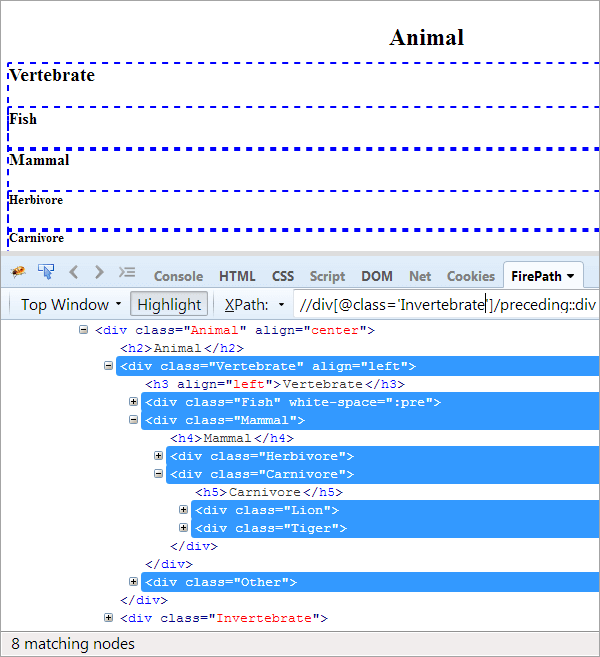 Animal
Vertebrate
Fish
Mammal
Herbivore
Carnivore
Console HTML CSS Script DOM Net Cookies FirePath
Top Window Highlight XPath: //div[@class='Invertebrate']/preceding::div
<div class="Animal" align="center">
<h2>Animal</h2>
<div class="Vertebrate" align="left">
<h3 align="left">Vertebrate</h3>
<div class="Fish" white-space=":pre">
<div class="Mammal">
<h4>Mammal</h4>
<div class="Herbivore">
<div class="Carnivore">
<h5>Carnivore</h5>
<div class="Lion">
<div class="Tiger">
</div>
</div>
<div class="Other">
</div>
<div class="Invertebrate">
8 matching nodes